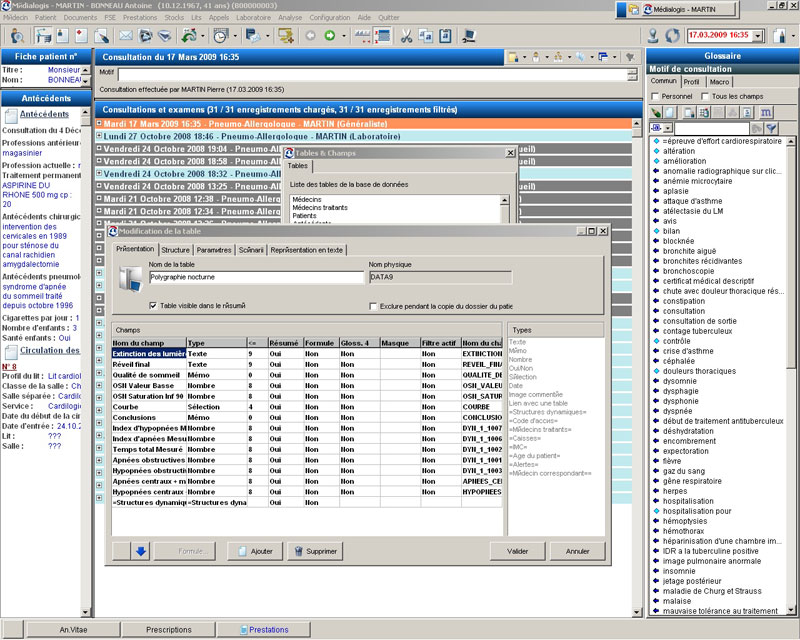 Médialogis - MARTIN - BONNEAU Antoine (10.12.1967, 41 ans) (800000003)
Médialogis - MARTIN
Médecin Patient Documents PSE Prestations Stocks Lits Appels Laboratoire Analyse Configuration Aide Quitter
17.03.2009 16:35
Fiche patient n°
Titre : Monsieur
Nom : BONNEAU
Antécédents
Antécédents
Consultation du 4 Déc
Professions antérieur
magasinier
Profession actuelle : r
Traitement permanent
ASPIRINE DU
RHONE 500 mg cp :
20
Antécédents chirurgic
intervention des
cervicales en 1989
pour sténose du
canal rachidien
amygdalectomie
Antécédents pneumol
syndrome d'apnée
du sommeil traité
depuis octobre 1996
Cigarettes par jour : 1
Nombre d'enfants : 3
Santé enfants : Oui
Circulation des
N° 8
Profil du lit : Lit cardiol
Classe de la salle : Ch
Salle séparée : Cardiol
Service : Cardiologi
Date du début de la cir
Date d'entrée : 24.10.2
Lit : ???
Salle : ???
Consultation du 17 Mars 2009 16:35
Motif
Consultation effectuée par MARTIN Pierre (17.03.2009 16:35)
Consultations et examens (31 / 31 enregistrements chargés, 31 / 31 enregistrements filtrés)
Mardi 17 Mars 2009 16:35 - Pneumo-Allergologue - MARTIN (Généraliste)
Lundi 27 Octobre 2008 18:46 - Pneumo-Allergologue - MARTIN (Laboratoire)
Vendredi 24 Octobre 2008 19:04 - Pneumo-All
ueil)
Vendredi 24 Octobre 2008 18:58 - Pneumo-All
ueil)
Vendredi 24 Octobre 2008 18:32 - Pneumo-All
Vendredi 24 Octobre 2008 13:25 - Pneumo-All
ueil)
Mardi 21 Octobre 2008 12:38 - Pneumo-Allerg
Mardi 21 Octobre 2008 12:34 - Pneumo-Allerg
Tables & Champs
Tables
Liste des tables de la base de données
Médecins
Médecins traitants
Patients
Modification de la table
Présentation Structure Paramètres Scénarii Représentation en texte
Nom de la table
Nom physique
Polygraphie nocturne
DATA9
Table visible dans le résumé
Exclure pendant la copie du dossier du patie
Champs
Nom du champ Type <= Résumé Formule Gloss. 4 Masque Filtre actif Nom du cha
Extinction des lumière Texte 9 Oui Non Non Non EXTINCTION
Réveil final Texte 9 Oui Non Non Non REVEIL_FINA
Qualité de sommeil Mémo 0 Oui Non Non Non QUALITE_DE
OSH Valeur Basse Nombre 8 Oui Non Non Non OSH_VALEU
OSH Saturation Inf 90 Nombre 8 Oui Non Non Non OSH_SATUR
Courbe Sélection 4 Oui Non Non Non COURBE
Conclusions Mémo 0 Oui Non Non Non CONCLUSIO
Index d'hypopnées M Nombre 8 Oui Non Non Non DYN_1_1007
Index d'apnées Mesu Nombre 8 Oui Non Non Non DYN_1_1006
Temps total Mesuré Nombre 8 Oui Non Non Non DYN_1_1002
Apnées obstructives Nombre 8 Oui Non Non Non DYN_1_1001
Hypopnées obstructi Nombre 8 Oui Non Non Non DYN_1_1003
Apnées centraux + m Nombre 8 Oui Non Non Non APNEES_CE
Hypopnées centraux Nombre 8 Oui Non Non Non HYPOPNEES
=Structures dynamiqu =Structures dyna Oui Non
Types
Texte
Mémo
Nombre
Oui/Non
Sélection
Date
Image commentée
Lien avec une table
=Structures dynamiques=
=Code d'accès=
=Médecins traitants=
=Caisses=
=IMC=
=Age du patient=
=Alertes=
=Médecin correspondant=
Formule... Ajouter Supprimer Valider Annuler
Glossaire
Motif de consultation
Commun Profil Macro
Personnel Tous les champs
=épreuve d'effort cardiorespiratoire
altération
amélioration
anomalie radiographique sur clic...
anémie microcytaire
aplasie
attaque d'asthme
atélectasie du LM
avis
bilan
blocknée
bronchite aiguë
bronchites récidivantes
bronchoscopie
certificat médical descriptif
chute avec douleur thoracique rés...
constipation
consultation
consultation de sortie
contage tuberculeux
contrôle
crise d'asthme
céphalée
douleurs thoraciques
dysomnie
dysphagie
dysphonie
dyspnée
début de traitement antituberculeux
déshydratation
encombrement
expectoration
fièvre
gaz du sang
gêne respiratoire
herpes
hospitalisation
hospitalisation pour
hémoptysies
hémothorax
héparinisation d'une chambre im...
IDR a la tuberculine positive
image pulmonaire anormale
insomnie
jetage postérieur
maladie de Churg et Strauss
malaise
mauvaise tolérance au traitement
An.Vitae Prescriptions Prestations